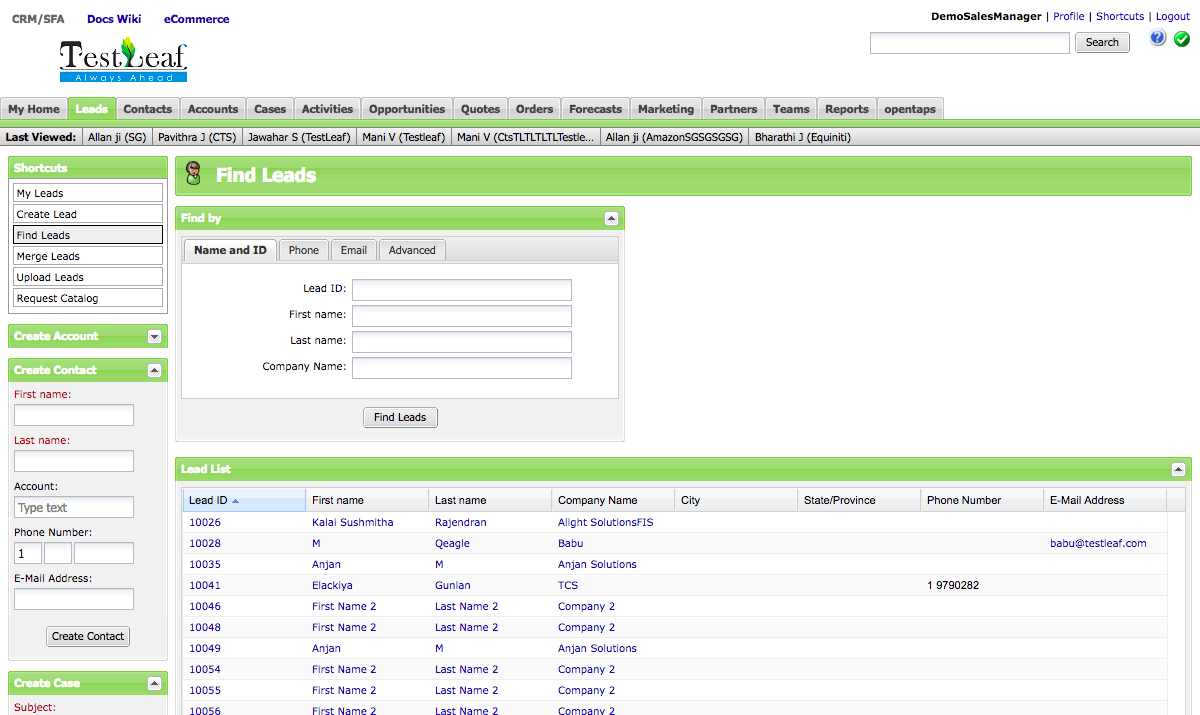 CRM/SFA Docs Wiki eCommerce
DemoSalesManager | Profile | Shortcuts | Logout
TestLeaf
Always Ahead
Search
My Home Leads Contacts Accounts Cases Activities Opportunities Quotes Orders Forecasts Marketing Partners Teams Reports opentaps
Last Viewed: Allan ji (SG) Pavithra J (CTS) Jawahar S (TestLeaf) Mani V (Testleaf) Mani V (CtsTLTLTLTLTestle... Allan ji (AmazonSGSGSGSG) Bharathi J (Equiniti)
Shortcuts
My Leads
Create Lead
Find Leads
Merge Leads
Upload Leads
Request Catalog
Create Account
Create Contact
First name:
Last name:
Account:
Type text
Phone Number:
1
E-Mail Address:
Create Contact
Create Case
Subject:
Find Leads
Find by
Name and ID Phone Email Advanced
Lead ID:
First name:
Last name:
Company Name:
Find Leads
Lead List
Lead ID First name Last name Company Name City State/Province Phone Number E-Mail Address
10026 Kalai Sushmitha Rajendran Alight SolutionsFIS
10028 M Qeagle Babu babu@testleaf.com
10035 Anjan M Anjan Solutions
10041 Elackiya Gunian TCS 1 9790282
10046 First Name 2 Last Name 2 Company 2
10048 First Name 2 Last Name 2 Company 2
10049 Anjan M Anjan Solutions
10054 First Name 2 Last Name 2 Company 2
10055 First Name 2 Last Name 2 Company 2
10056 First Name 2 Last Name 2 Company 2